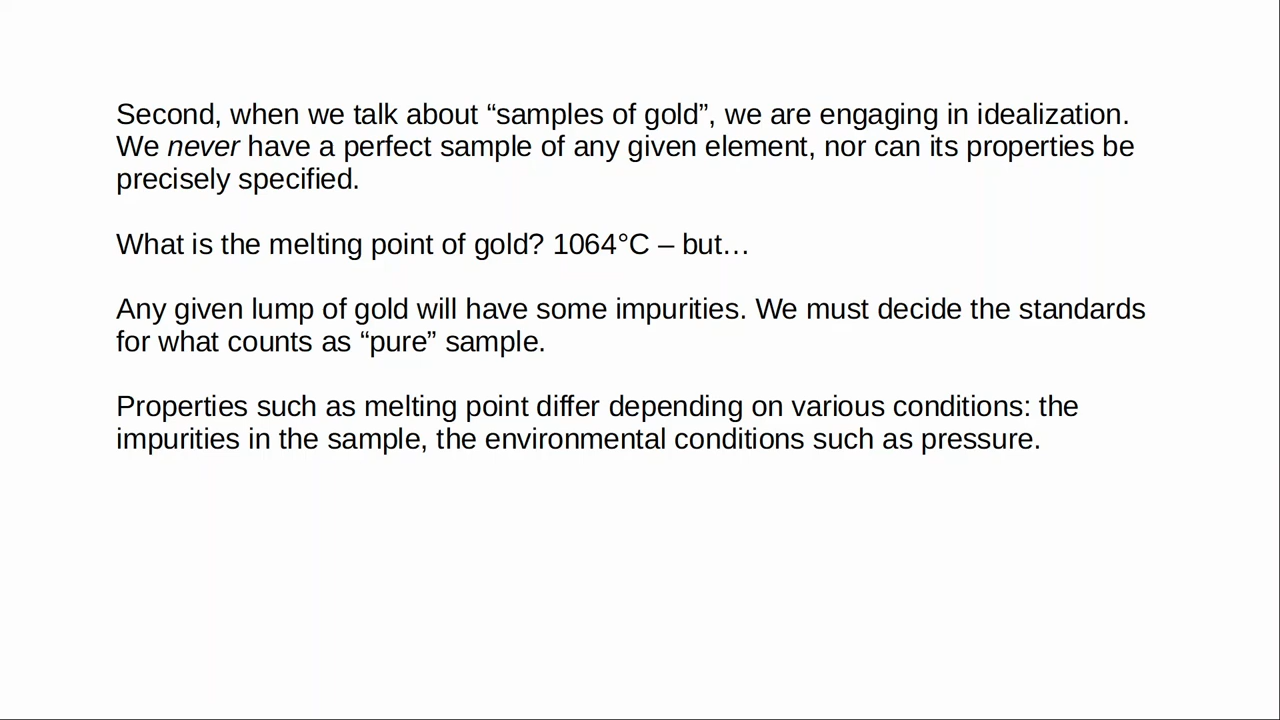 Second, when we talk about “samples of gold”, we are engaging in idealization.
We never have a perfect sample of any given element, nor can its properties be
precisely specified.
What is the melting point of gold? 1064°C – but…
Any given lump of gold will have some impurities. We must decide the standards
for what counts as “pure” sample.
Properties such as melting point differ depending on various conditions: the
impurities in the sample, the environmental conditions such as pressure.